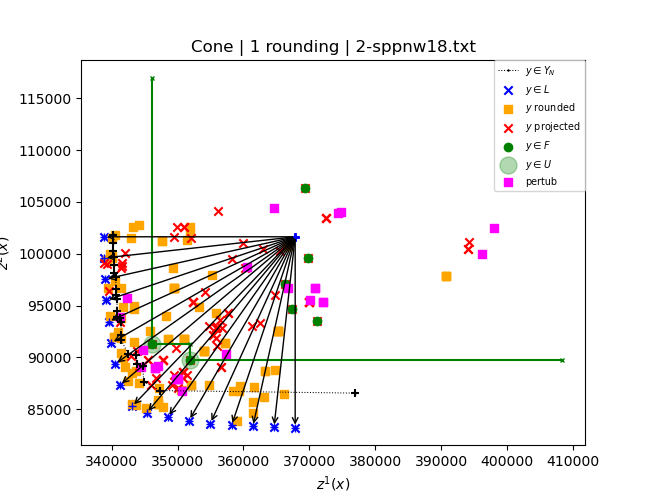 Cone | 1 rounding | 2-sppnw18.txt
y ∈ Y_N
y ∈ L
y rounded
y projected
y ∈ F
y ∈ U
pertub
115000
110000
105000
100000
95000
90000
85000
z²(x)
340000 350000 360000 370000 380000 390000 400000 410000
z¹(x)